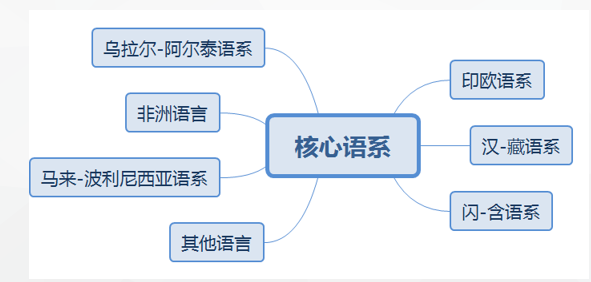 乌拉尔-阿尔泰语系
印欧语系
非洲语言
核心语系
汉-藏语系
马来-波利尼西亚语系
闪-含语系
其他语言